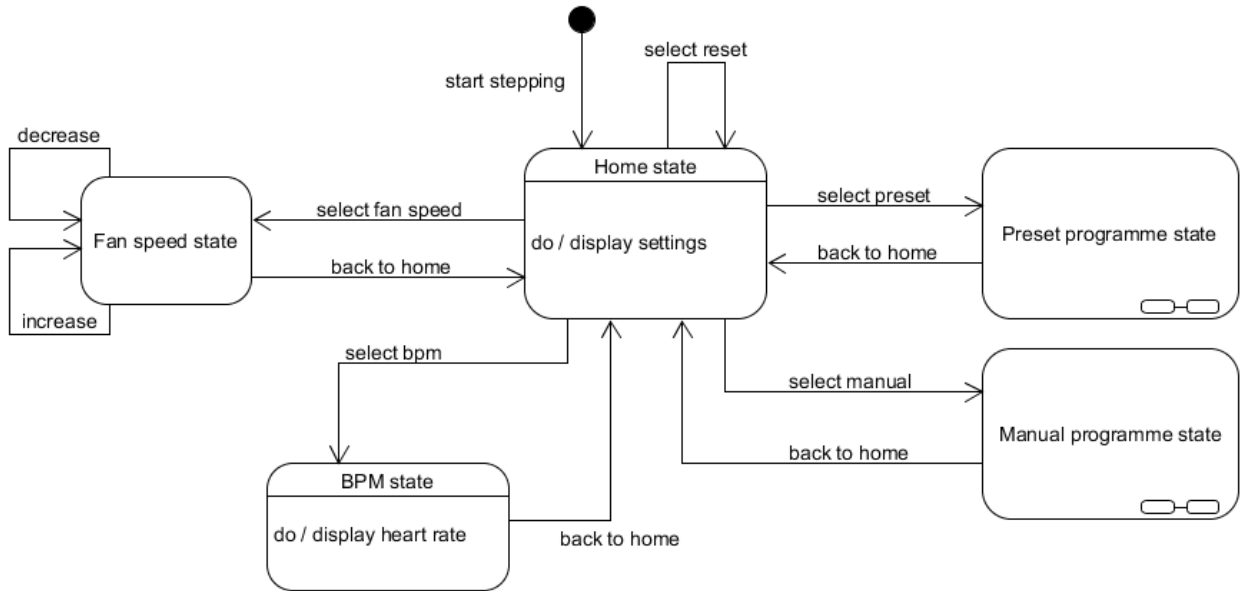 select reset
start stepping
decrease
Home state
select preset
select fan speed
Fan speed state
do / display settings
Preset programme state
back to home
back to home
increase
select bpm
select manual
Manual programme state
back to home
BPM state
do / display heart rate
back to home